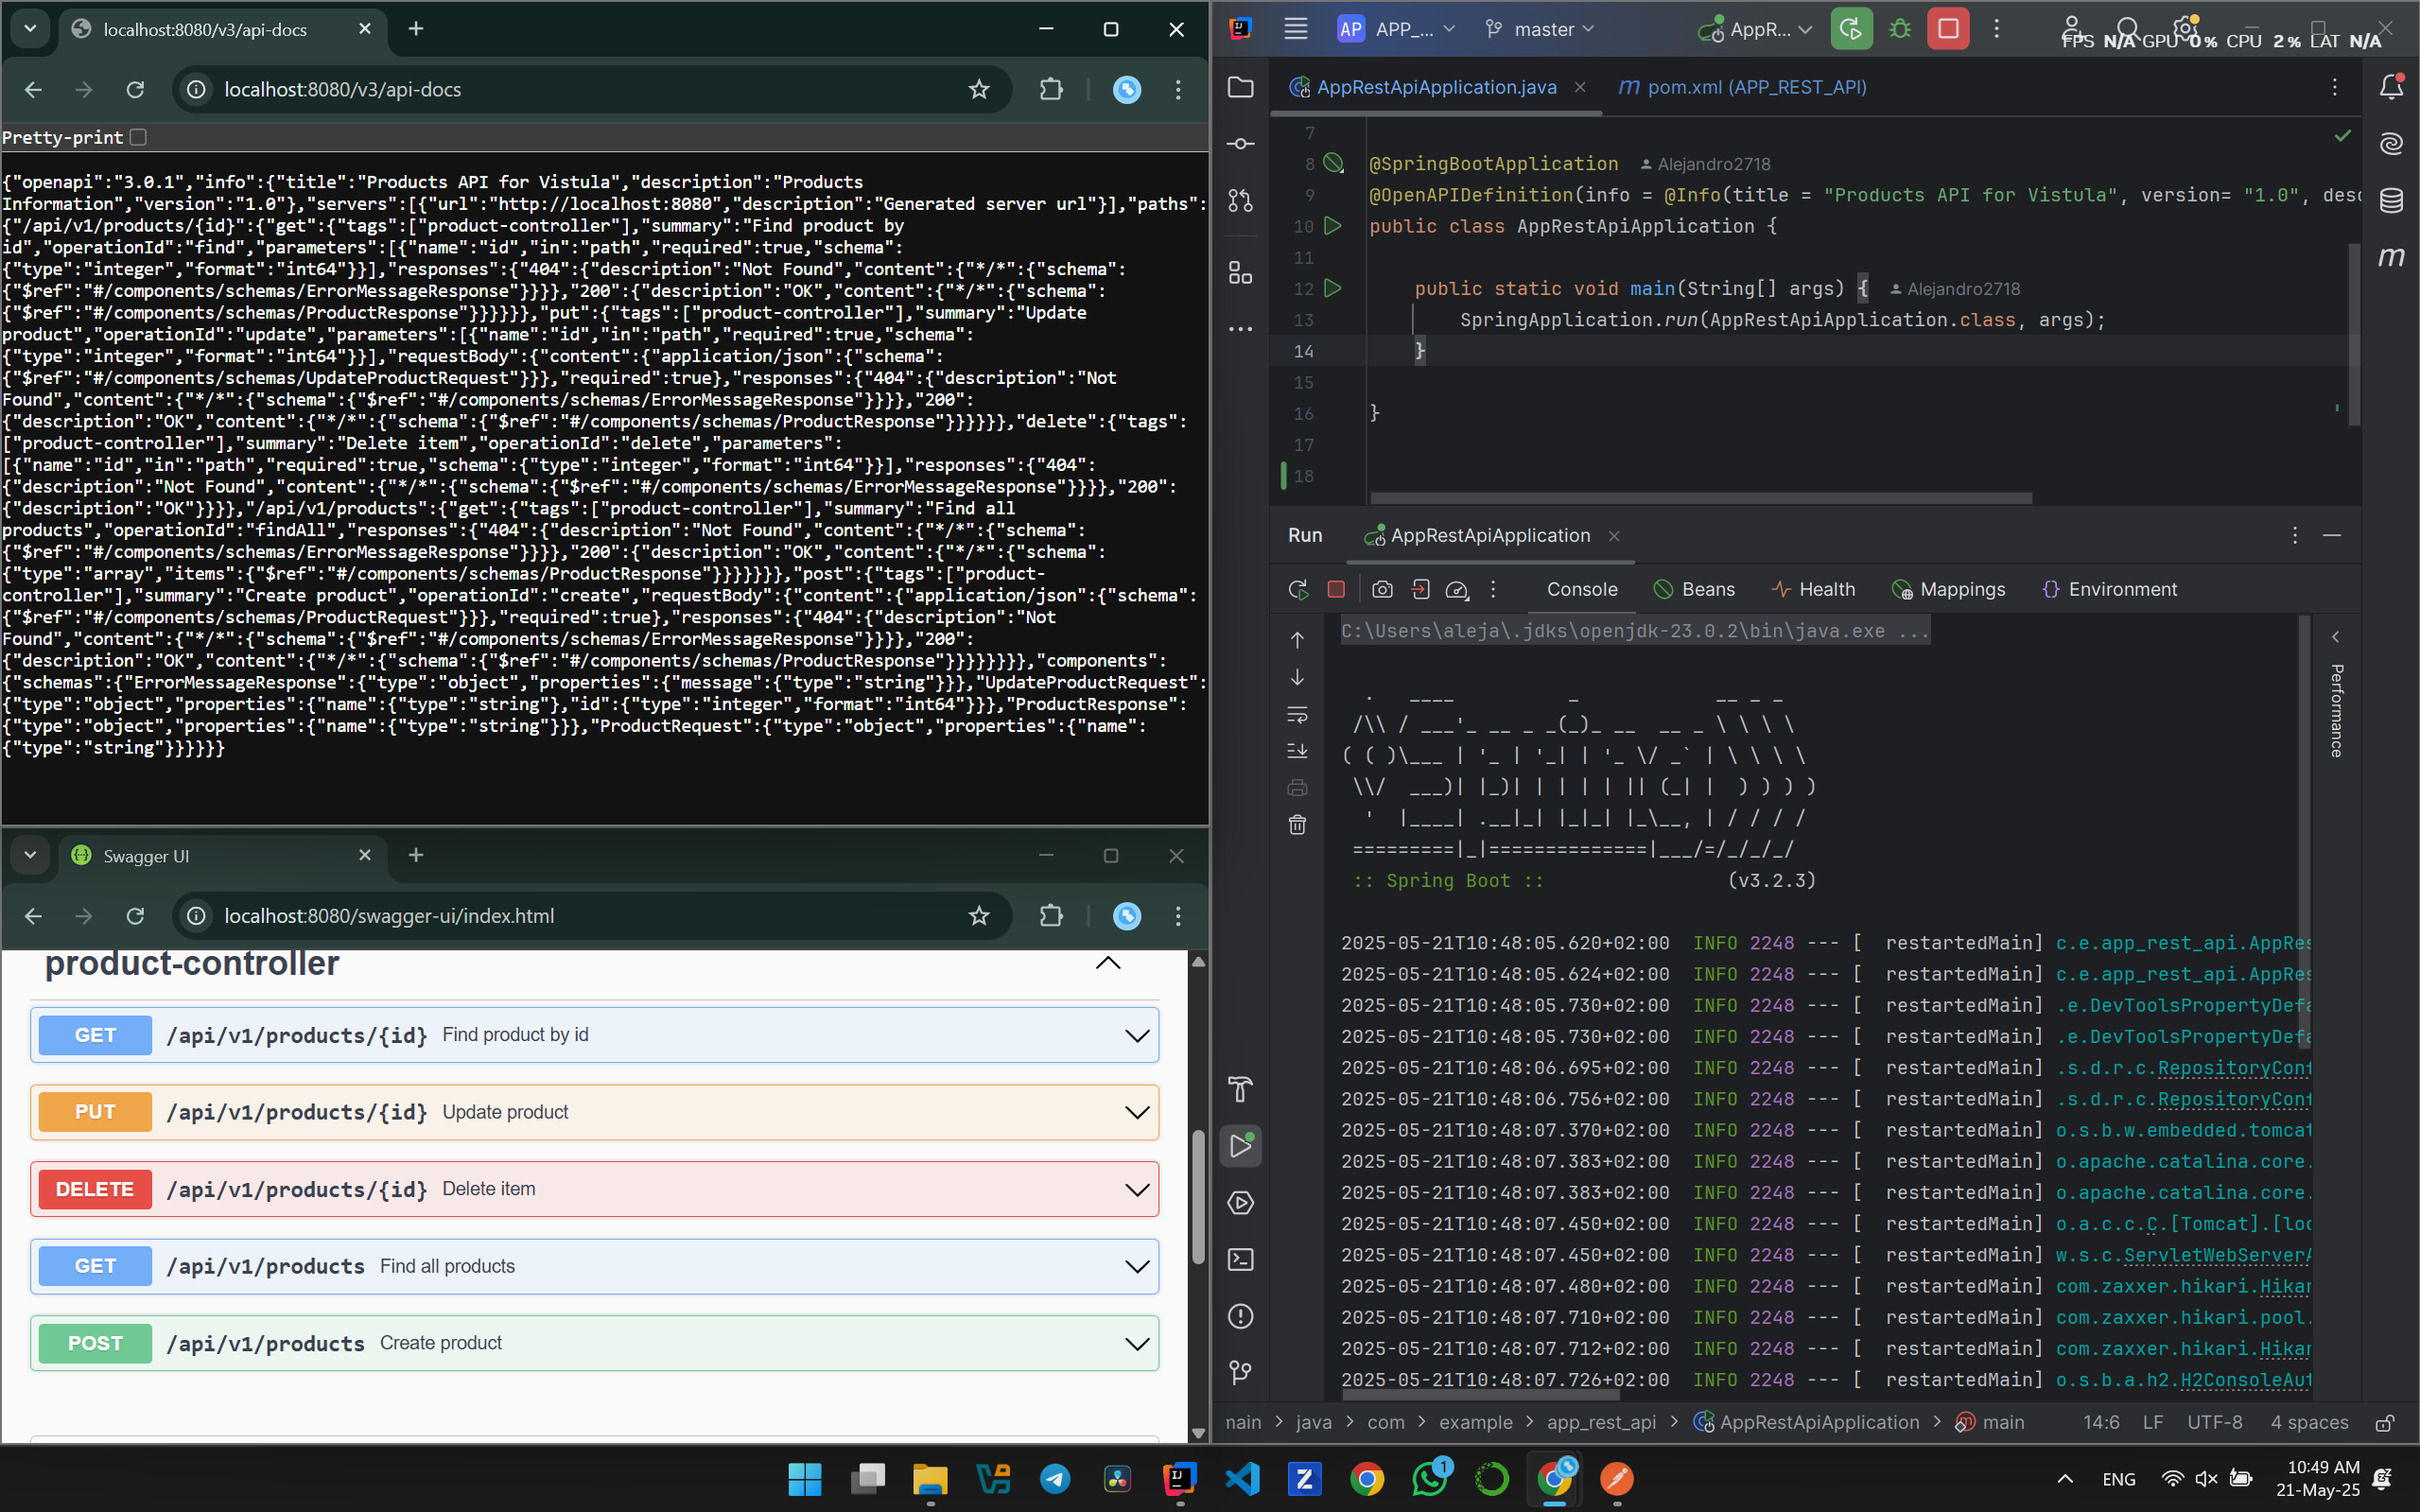 localhost:8080/v3/api-docs
localhost:8080/v3/api-docs
Pretty-print
{"openapi":"3.0.1","info":{"title":"Products API for Vistula","description":"Products
Information","version":"1.0"},"servers":[{"url":"http://localhost:8080","description":"Generated server url"}],"paths":
{"/api/v1/products/{id}":{"get":{"tags":["product-controller"],"summary":"Find product by
id","operationId":"find","parameters":[{"name":"id","in":"path","required":true,"schema":
{"type":"integer","format":"int64"}}],"responses":{"404":{"description":"Not Found","content":{"*/*":{"schema":
{"$ref":"#/components/schemas/ErrorMessageResponse"}}}},"200":{"description":"OK","content":{"*/*":{"schema":
{"$ref":"#/components/schemas/ProductResponse"}}}}}},"put":{"tags":["product-controller"],"summary":"Update
product","operationId":"update","parameters":[{"name":"id","in":"path","required":true,"schema":
{"type":"integer","format":"int64"}}],"requestBody":{"content":{"application/json":{"schema":
{"$ref":"#/components/schemas/UpdateProductRequest"}}},"required":true},"responses":{"404":{"description":"Not
Found","content":{"*/*":{"schema":{"$ref":"#/components/schemas/ErrorMessageResponse"}}}},"200":
{"description":"OK","content":{"*/*":{"schema":{"$ref":"#/components/schemas/ProductResponse"}}}}}},"delete":{"tags":
["product-controller"],"summary":"Delete item","operationId":"delete","parameters":
[{"name":"id","in":"path","required":true,"schema":{"type":"integer","format":"int64"}}],"responses":{"404":
{"description":"Not Found","content":{"*/*":{"schema":{"$ref":"#/components/schemas/ErrorMessageResponse"}}}},"200":
{"description":"OK"}}}},"/api/v1/products":{"get":{"tags":["product-controller"],"summary":"Find all
products","operationId":"findAll","responses":{"404":{"description":"Not Found","content":{"*/*":{"schema":
{"$ref":"#/components/schemas/ErrorMessageResponse"}}}},"200":{"description":"OK","content":{"*/*":{"schema":
{"type":"array","items":{"$ref":"#/components/schemas/ProductResponse"}}}}}}},"post":{"tags":["product-
controller"],"summary":"Create product","operationId":"create","requestBody":{"content":{"application/json":{"schema":
{"$ref":"#/components/schemas/ProductRequest"}}},"required":true},"responses":{"404":{"description":"Not
Found","content":{"*/*":{"schema":{"$ref":"#/components/schemas/ErrorMessageResponse"}}}},"200":
{"description":"OK","content":{"*/*":{"schema":{"$ref":"#/components/schemas/ProductResponse"}}}}}}}},"components":
{"schemas":{"ErrorMessageResponse":{"type":"object","properties":{"message":{"type":"string"}}},"UpdateProductRequest":
{"type":"object","properties":{"name":{"type":"string"},"id":{"type":"integer","format":"int64"}}},"ProductResponse":
{"type":"object","properties":{"name":{"type":"string"}}},"ProductRequest":{"type":"object","properties":{"name":
{"type":"string"}}}}}}
Swagger UI
localhost:8080/swagger-ui/index.html
product-controller
GET /api/v1/products/{id} Find product by id
PUT /api/v1/products/{id} Update product
DELETE /api/v1/products/{id} Delete item
GET /api/v1/products Find all products
POST /api/v1/products Create product
AP APP_... master AppR...
FPS N/A GPU 0% CPU 2% LAT N/A
AppRestApiApplication.java pom.xml (APP_REST_API)
7
8 @SpringBootApplication Alejandro2718
9 @OpenAPIDefinition(info = @Info(title = "Products API for Vistula", version= "1.0", desc
10 public class AppRestApiApplication {
11
12 public static void main(String[] args) { Alejandro2718
13 SpringApplication.run(AppRestApiApplication.class, args);
14 }
15
16 }
17
18
Run AppRestApiApplication
Console Beans Health Mappings Environment
C:\Users\aleja\.jdks\openjdk-23.0.2\bin\java.exe ...
:: Spring Boot :: (v3.2.3)
2025-05-21T10:48:05.620+02:00 INFO 2248 --- [ restartedMain] c.e.app_rest_api.AppRes
2025-05-21T10:48:05.624+02:00 INFO 2248 --- [ restartedMain] c.e.app_rest_api.AppRes
2025-05-21T10:48:05.730+02:00 INFO 2248 --- [ restartedMain] .e.DevToolsPropertyDefa
2025-05-21T10:48:05.730+02:00 INFO 2248 --- [ restartedMain] .e.DevToolsPropertyDefa
2025-05-21T10:48:06.695+02:00 INFO 2248 --- [ restartedMain] .s.d.r.c.RepositoryConf
2025-05-21T10:48:06.756+02:00 INFO 2248 --- [ restartedMain] .s.d.r.c.RepositoryConf
2025-05-21T10:48:07.370+02:00 INFO 2248 --- [ restartedMain] o.s.b.w.embedded.tomcat
2025-05-21T10:48:07.383+02:00 INFO 2248 --- [ restartedMain] o.apache.catalina.core.
2025-05-21T10:48:07.383+02:00 INFO 2248 --- [ restartedMain] o.apache.catalina.core.
2025-05-21T10:48:07.450+02:00 INFO 2248 --- [ restartedMain] o.a.c.c.C.[Tomcat].[loc
2025-05-21T10:48:07.450+02:00 INFO 2248 --- [ restartedMain] w.s.c.ServletWebServerA
2025-05-21T10:48:07.480+02:00 INFO 2248 --- [ restartedMain] com.zaxxer.hikari.Hikar
2025-05-21T10:48:07.710+02:00 INFO 2248 --- [ restartedMain] com.zaxxer.hikari.pool.
2025-05-21T10:48:07.712+02:00 INFO 2248 --- [ restartedMain] com.zaxxer.hikari.Hikar
2025-05-21T10:48:07.726+02:00 INFO 2248 --- [ restartedMain] o.s.b.a.h2.H2ConsoleAut
Performance
main > java > com > example > app_rest_api > AppRestApiApplication > main 14:6 LF UTF-8 4 spaces
1
ENG
10:49 AM
21-May-25